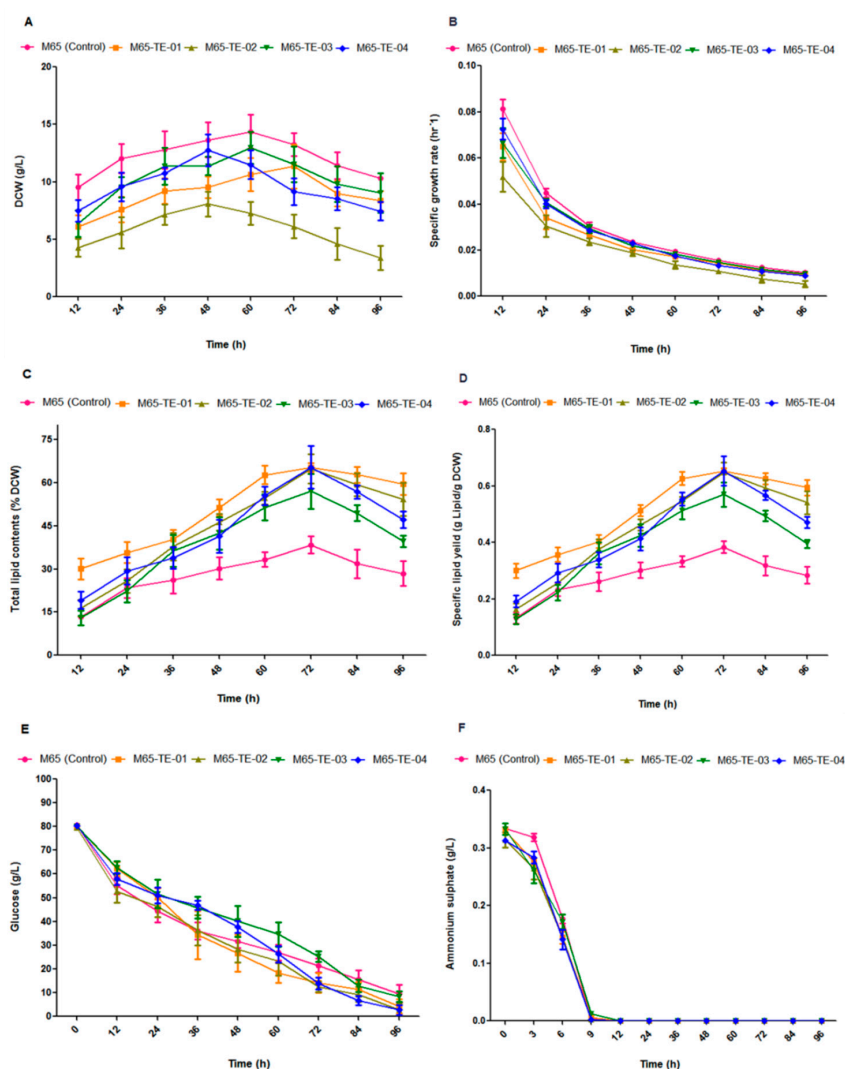 A
M65 (Control) M65-TE-01 M65-TE-02 M65-TE-03 M65-TE-04
20
15
10
5
0
DCW (g/L)
12 24 36 48 60 72 84 96
Time (h)
B
M65 (Control) M65-TE-01 M65-TE-02 M65-TE-03 M65-TE-04
0.10
0.08
0.06
0.04
0.02
0.00
Specific growth rate (hr^-1)
12 24 36 48 60 72 84 96
Time (h)
C
M65 (Control) M65-TE-01 M65-TE-02 M65-TE-03 M65-TE-04
75
60
45
30
15
0
Total lipid contents (% DCW)
12 24 36 48 60 72 84 96
Time (h)
D
M65 (Control) M65-TE-01 M65-TE-02 M65-TE-03 M65-TE-04
0.8
0.6
0.4
0.2
0.0
Specific lipid yelid (g Lipid/g DCW)
12 24 36 48 60 72 84 96
Time (h)
E
M65 (Control) M65-TE-01 M65-TE-02 M65-TE-03 M65-TE-04
100
90
80
70
60
50
40
30
20
10
0
Glucose (g/L)
0 12 24 36 48 60 72 84 96
Time (h)
F
M65 (Control) M65-TE-01 M65-TE-02 M65-TE-03 M65-TE-04
0.4
0.3
0.2
0.1
0.0
Ammonium sulphate (g/L)
0 3 6 9 12 24 36 48 60 72 84 96
Time (h)